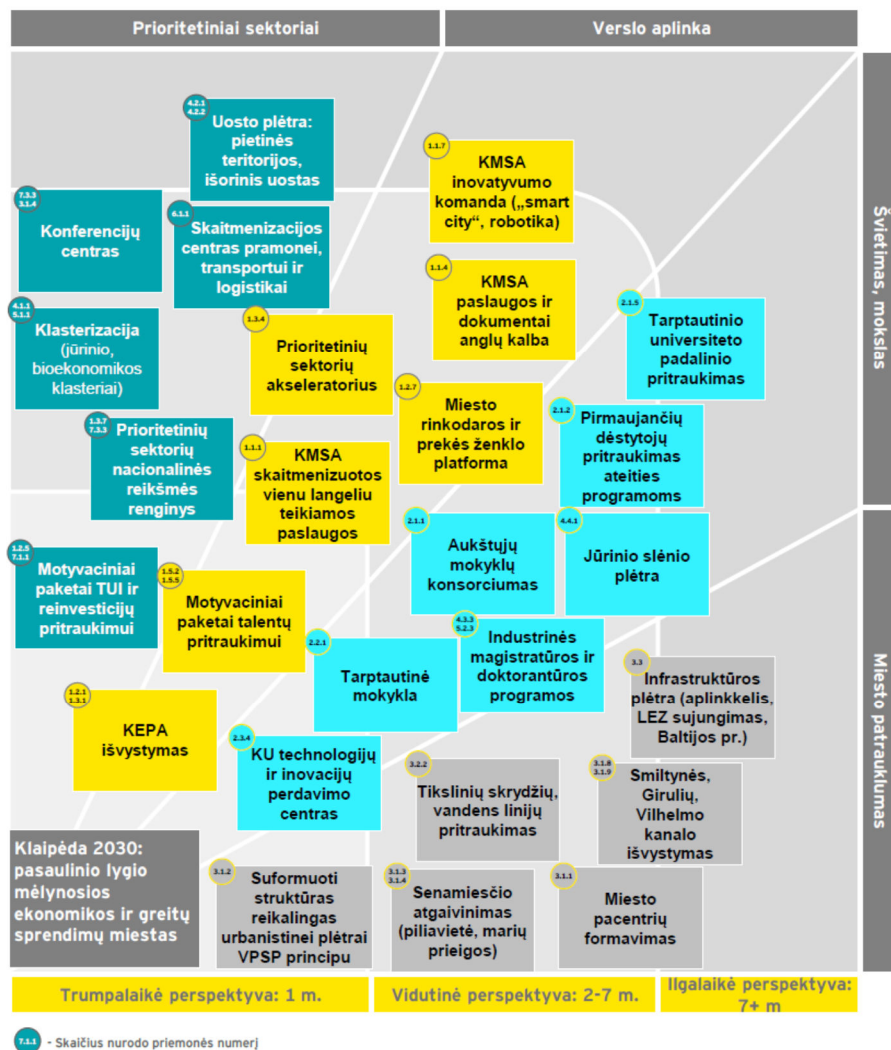 Prioritetiniai sektoriai
Verslo aplinka
4.2.1
4.2.2
Uosto plėtra:
pietinės
teritorijos,
išorinis uostas
1.1.7
KMSA
inovatyvumo
komanda („smart
city“, robotika)
7.3.3
3.1.4
Konferencijų
centras
6.1.1
Skaitmenizacijos
centras pramonei,
transportui ir
logistikai
1.1.4
KMSA
paslaugos ir
dokumentai
anglų kalba
Švietimas, mokslas
4.1.1
5.1.1
Klasterizacija
(jūrinio,
bioekonomikos
klasteriai)
1.3.4
Prioritetinių
sektorių
akseleratorius
2.1.5
Tarptautinio
universiteto
padalinio
pritraukimas
1.2.7
Miesto
rinkodaros ir
prekės ženklo
platforma
2.1.2
Pirmaujančių
dėstytojų
pritraukimas
ateities
programoms
1.3.7
7.3.3
Prioritetinių
sektorių
nacionalinės
reikšmės
renginys
1.1.1
KMSA
skaitmenizuotos
vienu langeliu
teikiamos
paslaugos
2.1.1
Aukštųjų
mokyklų
konsorciumas
4.4.1
Jūrinio slėnio
plėtra
1.2.5
7.1.1
Motyvaciniai
paketai TUI ir
reinvesticijų
pritraukimui
1.5.2
1.5.5
Motyvaciniai
paketai talentų
pritraukimui
2.2.1
Tarptautinė
mokykla
4.3.3
5.2.3
Industrinės
magistratūros ir
doktorantūros
programos
3.3
Infrastruktūros
plėtra (aplinkkelis,
LEZ sujungimas,
Baltijos pr.)
Miesto patrauklumas
1.2.1
1.3.1
KEPA
išvystymas
2.3.4
KU technologijų
ir inovacijų
perdavimo
centras
3.2.2
Tikslinių skrydžių,
vandens linijų
pritraukimas
3.1.8
3.1.9
Smiltynės,
Girulių,
Vilhelmo
kanalo
išvystymas
Klaipėda 2030:
pasaulinio lygio
mėlynosios
ekonomikos ir greitų
sprendimų miestas
3.1.2
Suformuoti
struktūras
reikalingas
urbanistinei plėtrai
VPSP principu
3.1.3
3.1.4
Senamiesčio
atgaivinimas
(piliavietė, marių
prieigos)
3.1.1
Miesto
pacentrių
formavimas
Trumpalaikė perspektyva: 1 m.
Vidutinė perspektyva: 2-7 m.
Ilgalaikė perspektyva:
7+ m
7.1.1 - Skaičius nurodo priemonės numerį